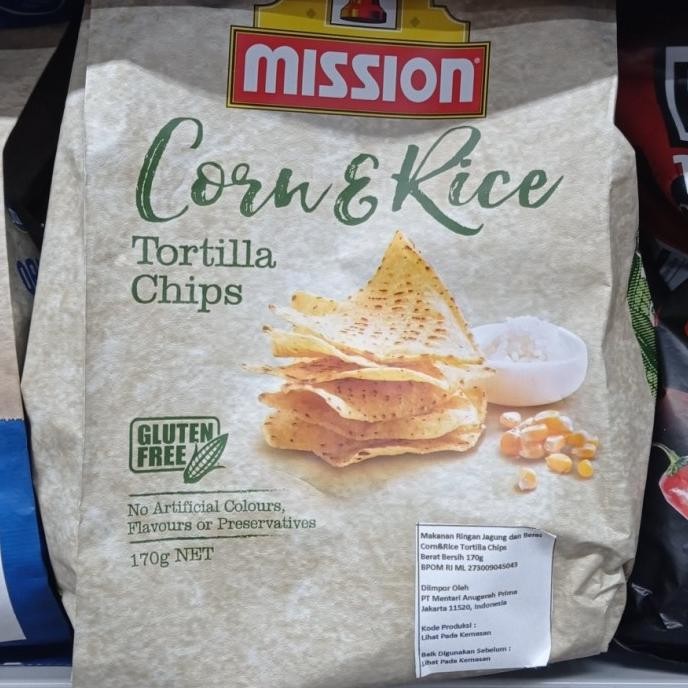 MISSION®
Corn & Rice
Tortilla
Chips
GLUTEN
FREE
No Artificial Colours,
Flavours or Preservatives
170g NET
Makanan Ringan Jagung dan Beras
Corn&Rice Tortilla Chips
Berat Bersih 170g
BPOM RI ML 273009045043
Diimpor Oleh
PT Mentari Anugerah Prima
Jakarta 11520, Indonesia
Kode Produksi :
Lihat Pada Kemasan
Baik Digunakan Sebelum :
Lihat Pada Kemasan